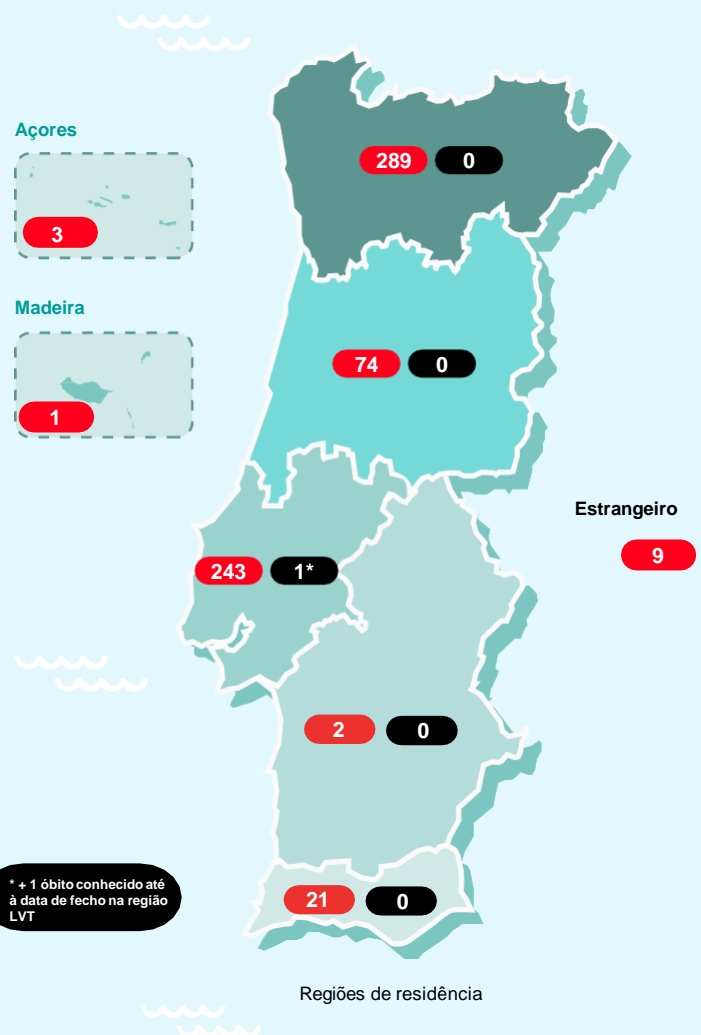 Açores
3
Madeira
1
289 0
74 0
Estrangeiro
9
243 1*
2 0
21 0
* + 1 óbito conhecido até
à data de fecho na região
LVT
Regiões de residência